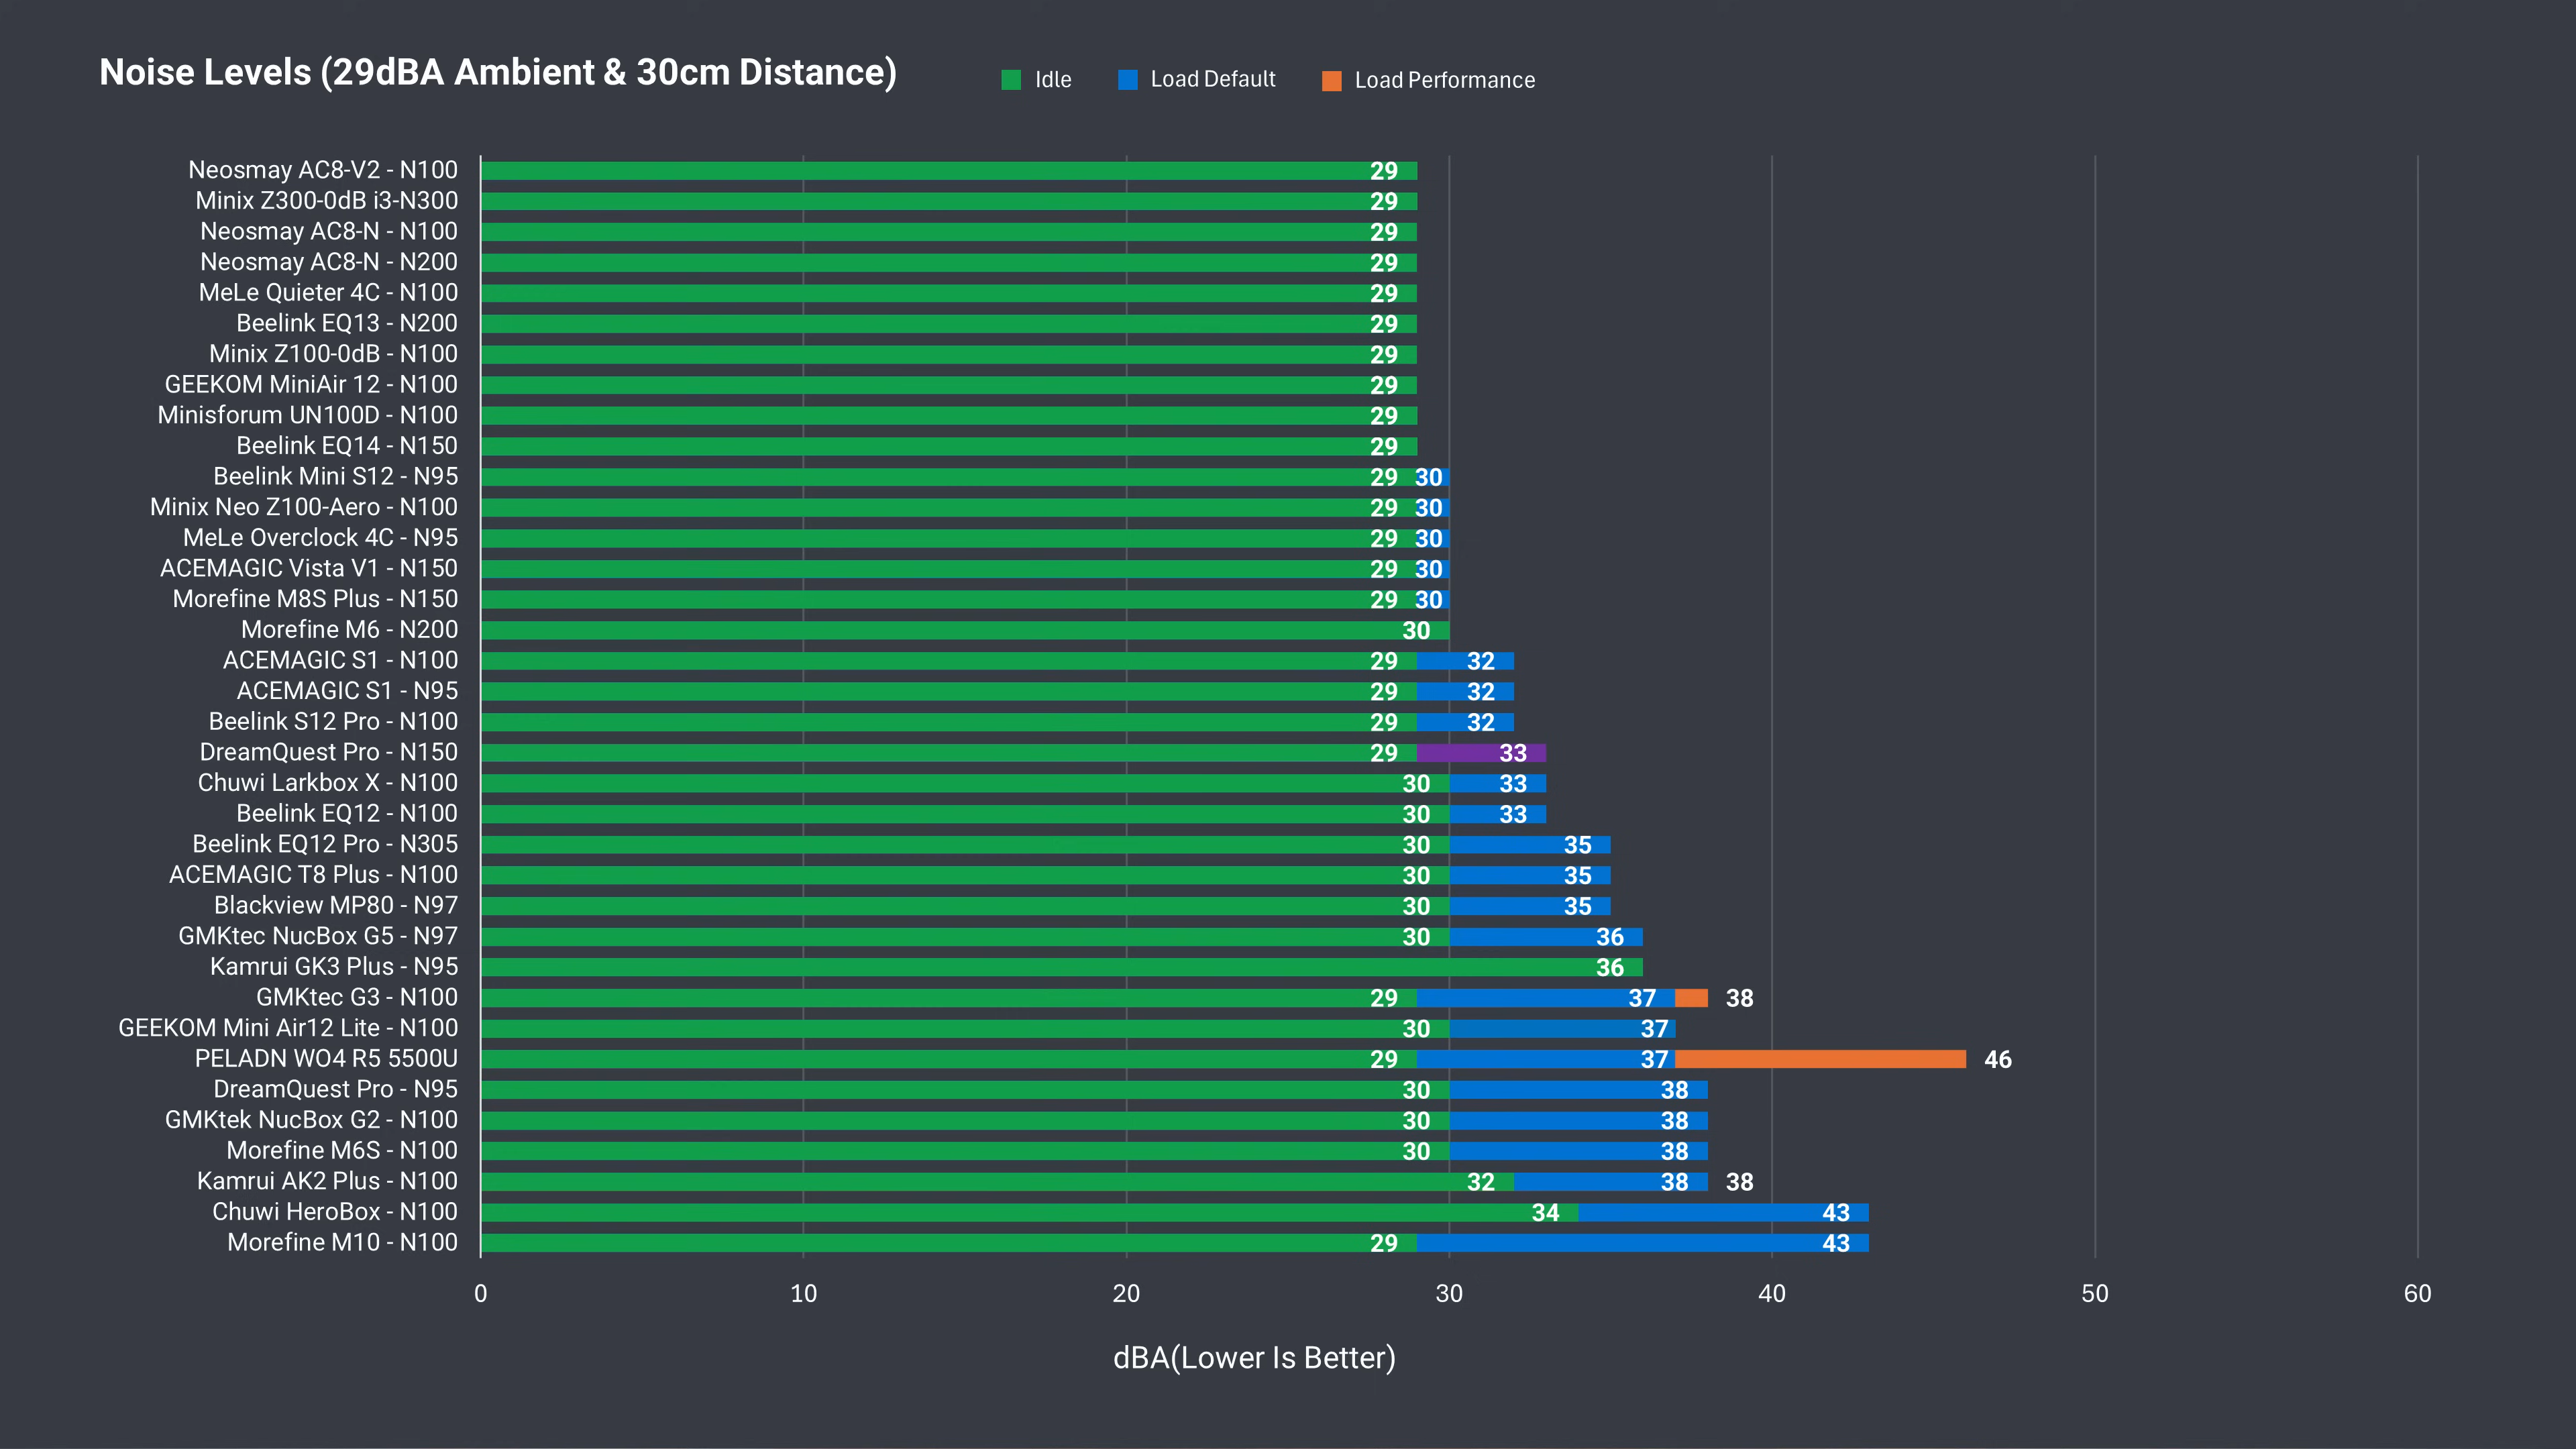 Noise Levels (29dBA Ambient & 30cm Distance)
Idle
Load Default
Load Performance
Neosmay AC8-V2 - N100 29
Minix Z300-0dB i3-N300 29
Neosmay AC8-N - N100 29
Neosmay AC8-N - N200 29
MeLe Quieter 4C - N100 29
Beelink EQ13 - N200 29
Minix Z100-0dB - N100 29
GEEKOM MiniAir 12 - N100 29
Minisforum UN100D - N100 29
Beelink EQ14 - N150 29
Beelink Mini S12 - N95 29 30
Minix Neo Z100-Aero - N100 29 30
MeLe Overclock 4C - N95 29 30
ACEMAGIC Vista V1 - N150 29 30
Morefine M8S Plus - N150 29 30
Morefine M6 - N200 30
ACEMAGIC S1 - N100 29 32
ACEMAGIC S1 - N95 29 32
Beelink S12 Pro - N100 29 32
DreamQuest Pro - N150 29 33
Chuwi Larkbox X - N100 30 33
Beelink EQ12 - N100 30 33
Beelink EQ12 Pro - N305 30 35
ACEMAGIC T8 Plus - N100 30 35
Blackview MP80 - N97 30 35
GMKtec NucBox G5 - N97 30 36
Kamrui GK3 Plus - N95 36
GMKtec G3 - N100 29 37 38
GEEKOM Mini Air12 Lite - N100 30 37
PELADN WO4 R5 5500U 29 37 46
DreamQuest Pro - N95 30 38
GMKtek NucBox G2 - N100 30 38
Morefine M6S - N100 30 38
Kamrui AK2 Plus - N100 32 38 38
Chuwi HeroBox - N100 34 43
Morefine M10 - N100 29 43
0 10 20 30 40 50 60
dBA(Lower Is Better)